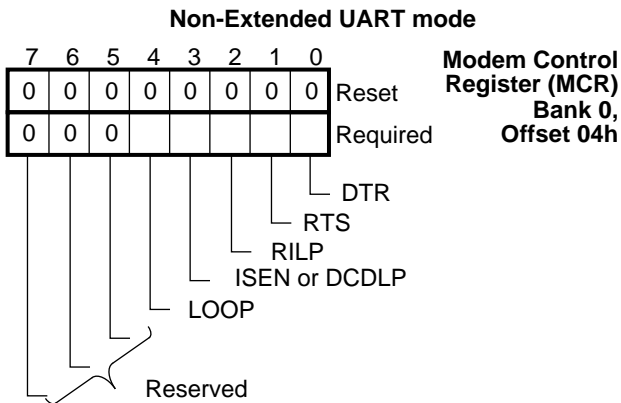 Non-Extended UART mode
7 6 5 4 3 2 1 0
Modem Control
Register (MCR)
Bank 0,
Offset 04h
0 0 0 0 0 0 0 0 Reset
0 0 0 Required
DTR
RTS
RILP
ISEN or DCDLP
LOOP
Reserved